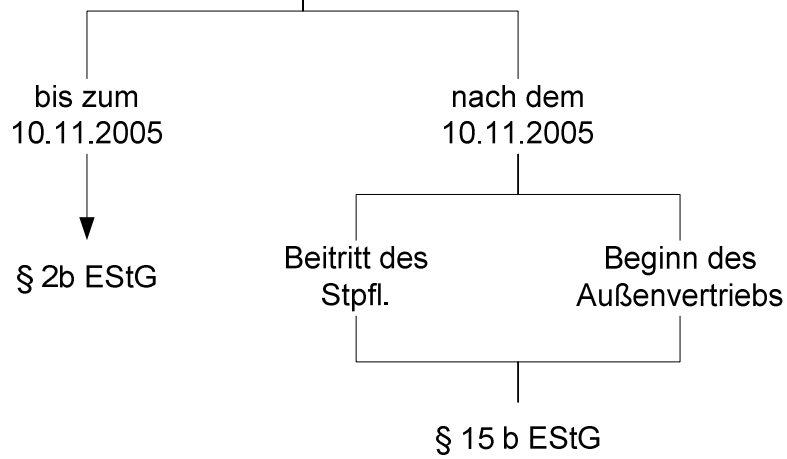 bis zum
10.11.2005
nach dem
10.11.2005
§ 2b EStG
Beitritt des
Stpfl.
Beginn des
Außenvertriebs
§ 15 b EStG